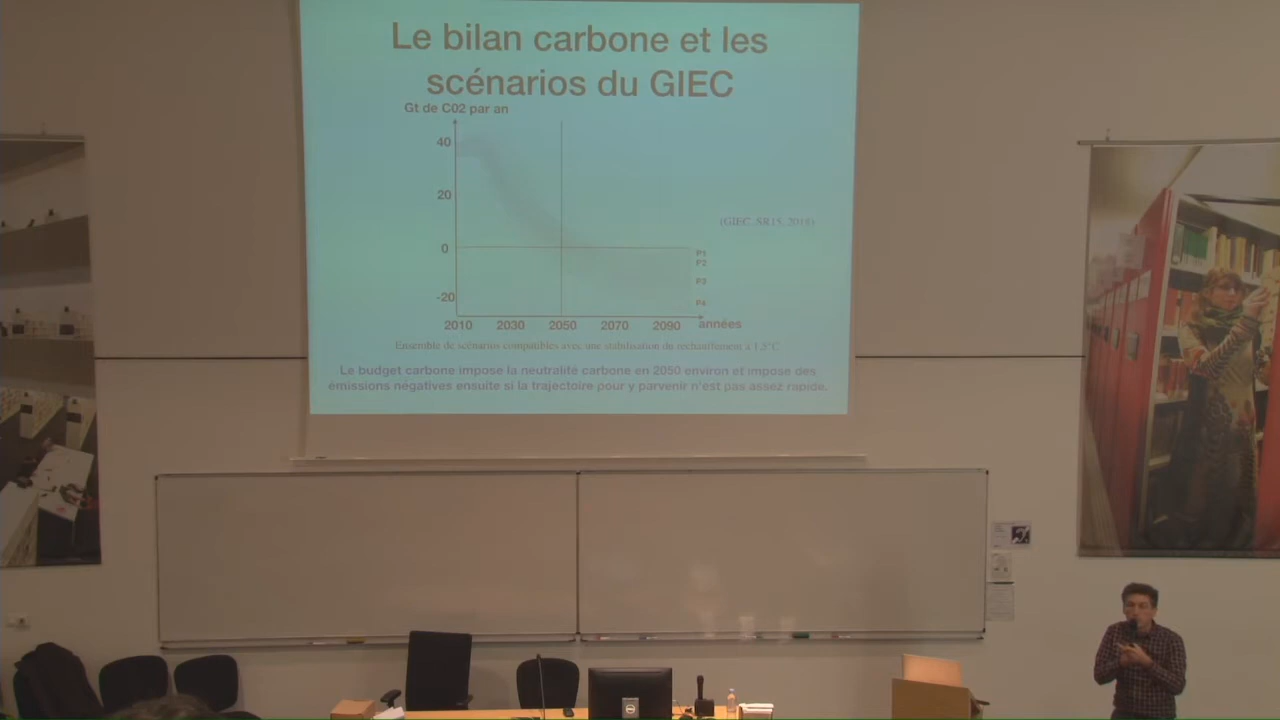 Le bilan carbone et les
scénarios du GIEC
Gt de C02 par an
40
20
0
-20
(GIEC, SR15, 2018)
P1
P2
P3
P4
2010 2030 2050 2070 2090 années
Ensemble de scénarios compatibles avec une stabilisation du réchauffement à 1,5°C
Le budget carbone impose la neutralité carbone en 2050 environ et impose des
émissions négatives ensuite si la trajectoire pour y parvenir n'est pas assez rapide.
DELL